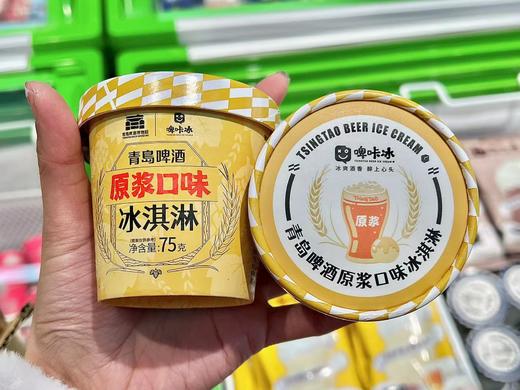 啤咔冰
青岛啤酒
原浆口味
冰淇淋
净含量:75克
TSINGTAO BEER ICE CREAM
啤咔冰
冰爽酒香 醉上心头
TSINGTAO
原浆
青岛啤酒原浆口味冰淇淋